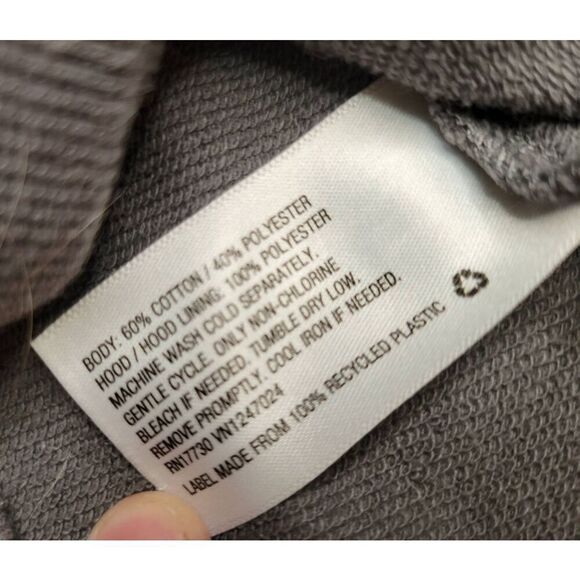 BODY: 60% COTTON / 40% POLYESTER
HOOD / HOOD LINING: 100% POLYESTER
MACHINE WASH COLD SEPARATELY.
GENTLE CYCLE. ONLY NON-CHLORINE
BLEACH IF NEEDED. TUMBLE DRY LOW.
REMOVE PROMPTLY. COOL IRON IF NEEDED.
RN17730 VN1247024
LABEL MADE FROM 100% RECYCLED PLASTIC